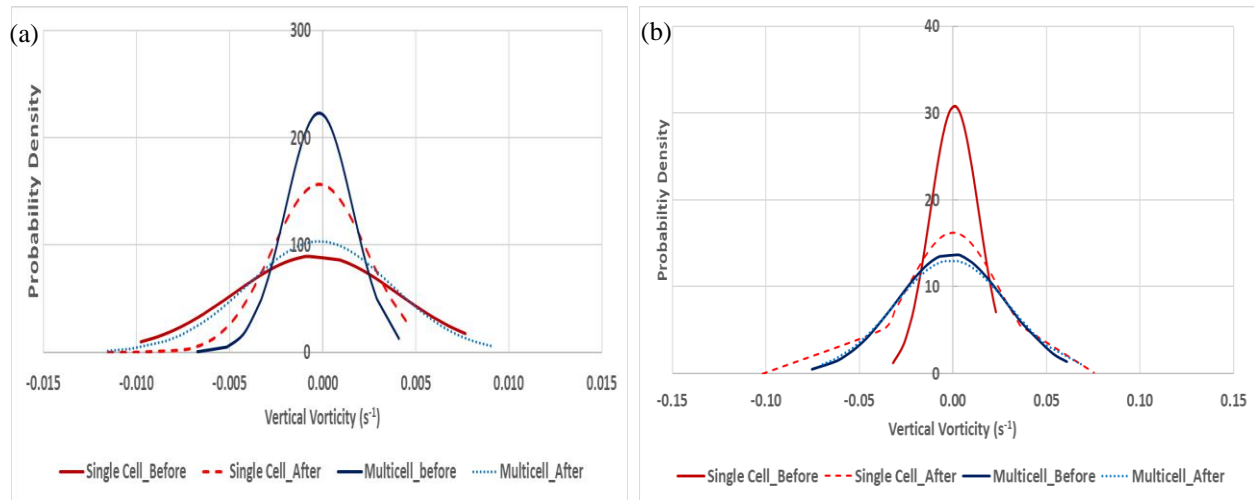 (a)
300
200
100
0
-0.015 -0.010 -0.005 0.000 0.005 0.010 0.015
Probability Density
Vertical Vorticity (s-1)
Single Cell_Before Single Cell_After Multicell_before Multicell_After
(b)
40
30
20
10
0
-0.15 -0.10 -0.05 0.00 0.05 0.10 0.15
Probabiltiy Density
Vertical Vorticity (s-1)
Single Cell_Before Single Cell_After Multicell_Before Multicell_After